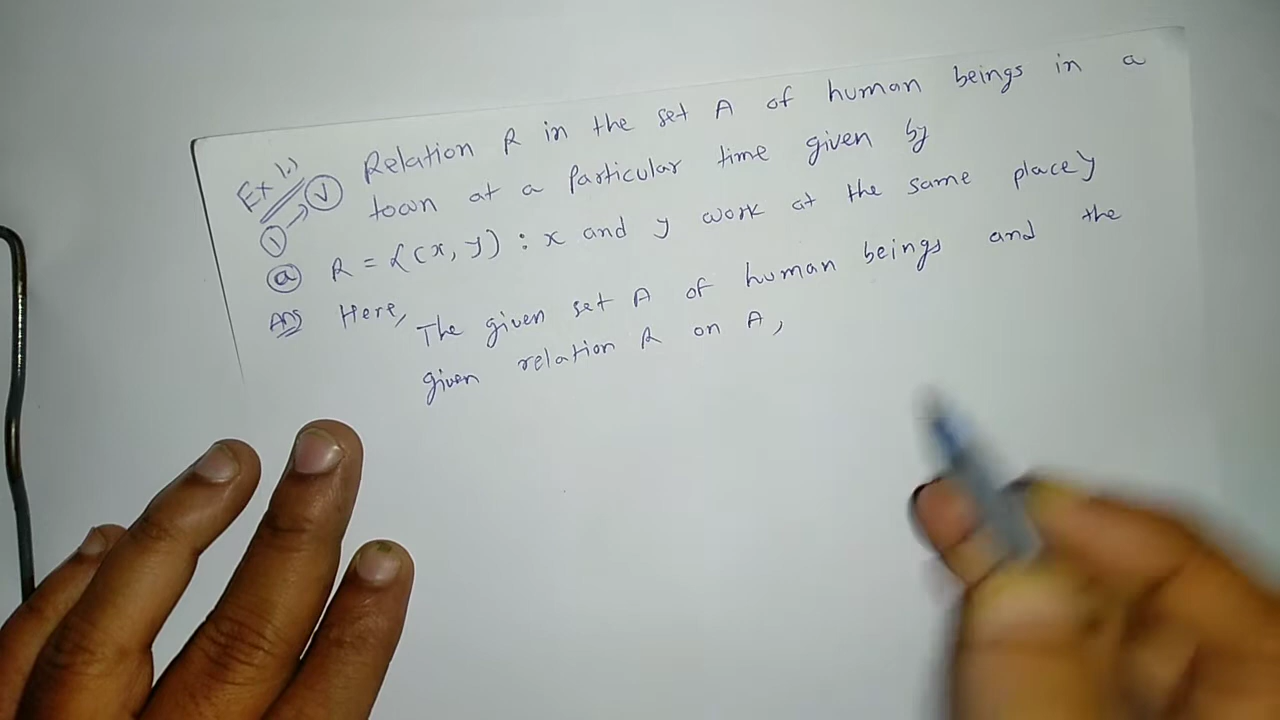 Ex 1.1
① → ⓥ Relation R in the set A of human beings in a
town at a particular time given by
ⓐ R = {(x, y) : x and y work at the same place}
Ans Here,
The given set A of human beings and the
given relation R on A,